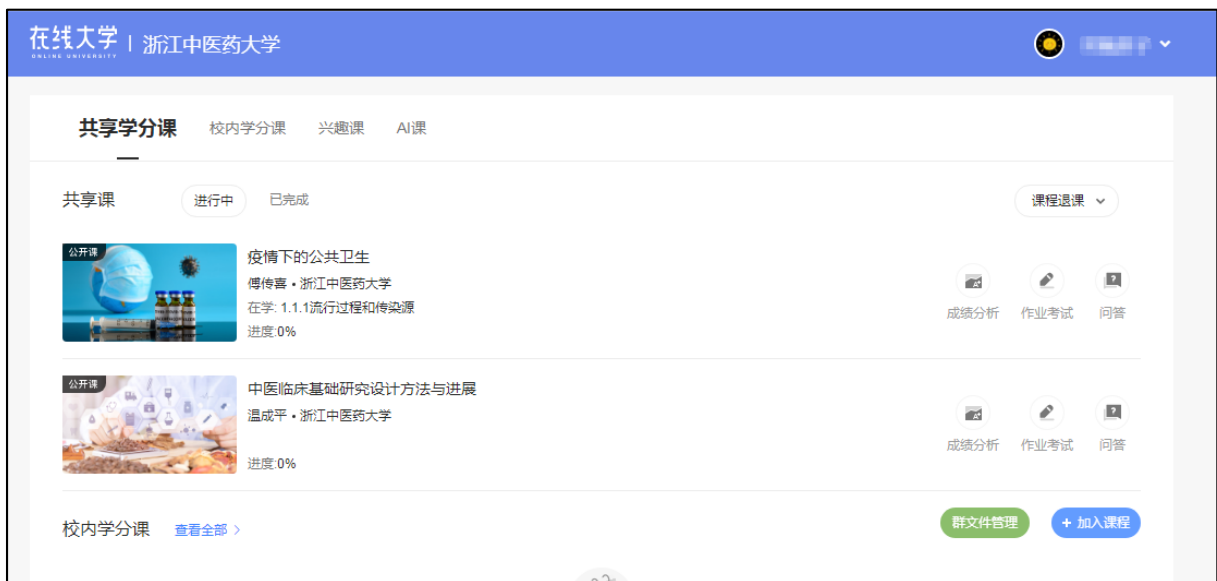 在线大学 | 浙江中医药大学
ONLINE UNIVERSITY
共享学分课 校内学分课 兴趣课 AI课
共享课 进行中 已完成 课程退课
公开课
疫情下的公共卫生
傅传喜 • 浙江中医药大学
在学: 1.1.1流行过程和传染源
进度:0%
成绩分析 作业考试 问答
公开课
中医临床基础研究设计方法与进展
温成平 • 浙江中医药大学
进度:0%
成绩分析 作业考试 问答
校内学分课 查看全部 > 群文件管理 + 加入课程